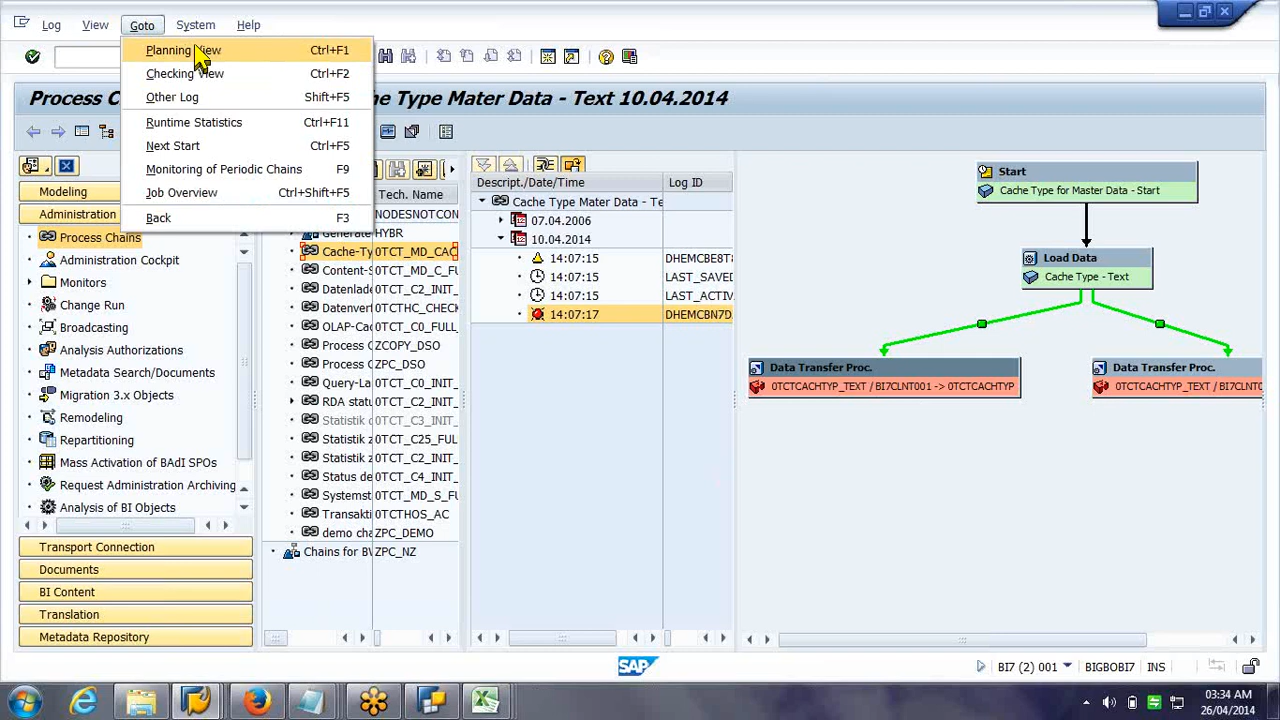 Log View Goto System Help
Planning View Ctrl+F1
Checking View Ctrl+F2
Other Log Shift+F5
Runtime Statistics Ctrl+F11
Next Start Ctrl+F5
Monitoring of Periodic Chains F9
Job Overview Ctrl+Shift+F5
Back F3
Process C
Cache Type Mater Data - Text 10.04.2014
Modeling
Administration
Process Chains
Administration Cockpit
Monitors
Change Run
Broadcasting
Analysis Authorizations
Metadata Search/Documents
Migration 3.x Objects
Remodeling
Repartitioning
Mass Activation of BAdI SPOs
Request Administration Archiving
Analysis of BI Objects
Transport Connection
Documents
BI Content
Translation
Metadata Repository
Tech. Name
NODESNOTCON
Generate HYBR
Cache-Ty 0TCT_MD_CAC
Content-S 0TCT_MD_C_FU
Datenlade 0TCT_C2_INIT_
Datenvert 0TCTHC_CHECK
OLAP-Cac 0TCT_C0_FULL_
Process C ZCOPY_DSO
Process C ZPC_DSO
Query-La 0TCT_C0_INIT_
RDA statu 0TCT_C2_INIT_
Statistik c 0TCT_C3_INIT_
Statistik z 0TCT_C25_FUL
Statistik z 0TCT_C2_INIT_
Status de 0TCT_C4_INIT_
Systemst 0TCT_MD_S_FU
Transakti 0TCTHOS_AC
demo cha ZPC_DEMO
Chains for BV ZPC_NZ
Descript./Date/Time Log ID
Cache Type Mater Data - Te
07.04.2006
10.04.2014
14:07:15 DHEMCBE8T8
14:07:15 LAST_SAVED
14:07:15 LAST_ACTIV
14:07:17 DHEMCBN7D
Start
Cache Type for Master Data - Start
Load Data
Cache Type - Text
Data Transfer Proc.
0TCTCACHTYP_TEXT / BI7CLNT001 -> 0TCTCACHTYP
Data Transfer Proc.
0TCTCACHTYP_TEXT / BI7CLNT0
SAP
BI7 (2) 001 BIGBOBI7 INS
03:34 AM
26/04/2014